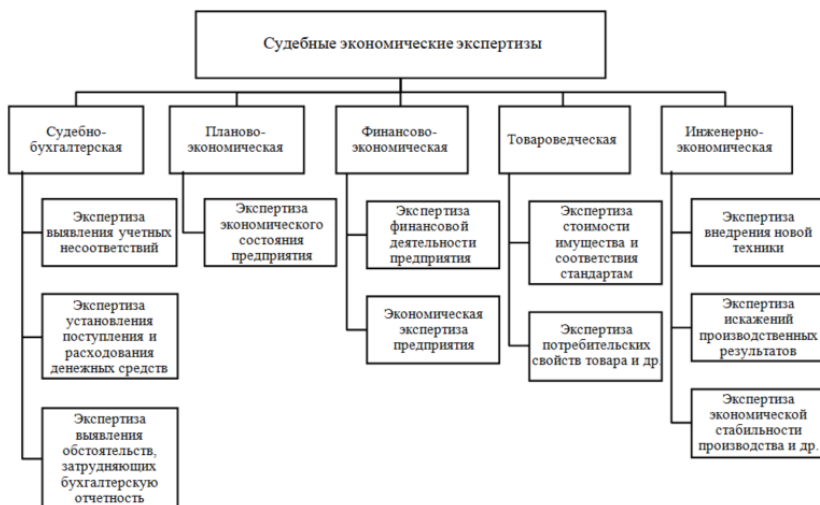 Судебные экономические экспертизы
Судебно-
бухгалтерская
Планово-
экономическая
Финансово-
экономическая
Товароведческая
Инженерно-
экономическая
Экспертиза
выявления учетных
несоответствий
Экспертиза
установления
поступления и
расходования
денежных средств
Экспертиза
выявления
обстоятельств,
затрудняющих
бухгалтерскую
отчетность
Экспертиза
экономического
состояния
предприятия
Экспертиза
финансовой
деятельности
предприятия
Экономическая
экспертиза
предприятия
Экспертиза
стоимости
имущества и
соответствия
стандартам
Экспертиза
потребительских
свойств товара и др.
Экспертиза
внедрения новой
техники
Экспертиза
искажений
производственных
результатов
Экспертиза
экономической
стабильности
производства и др.